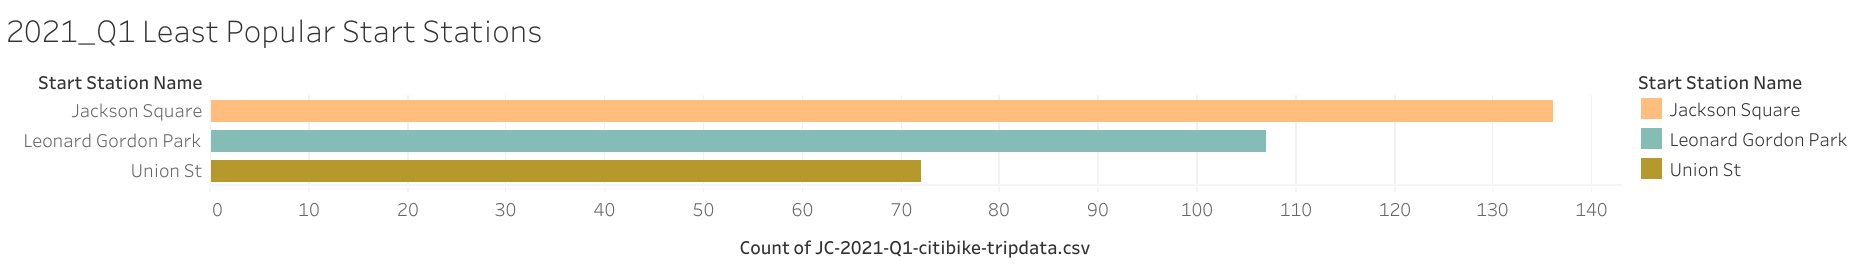 2021_Q1 Least Popular Start Stations
Start Station Name
Jackson Square
Leonard Gordon Park
Union St
0 10 20 30 40 50 60 70 80 90 100 110 120 130 140
Count of JC-2021-Q1-citibike-tripdata.csv
Start Station Name
Jackson Square
Leonard Gordon Park
Union St